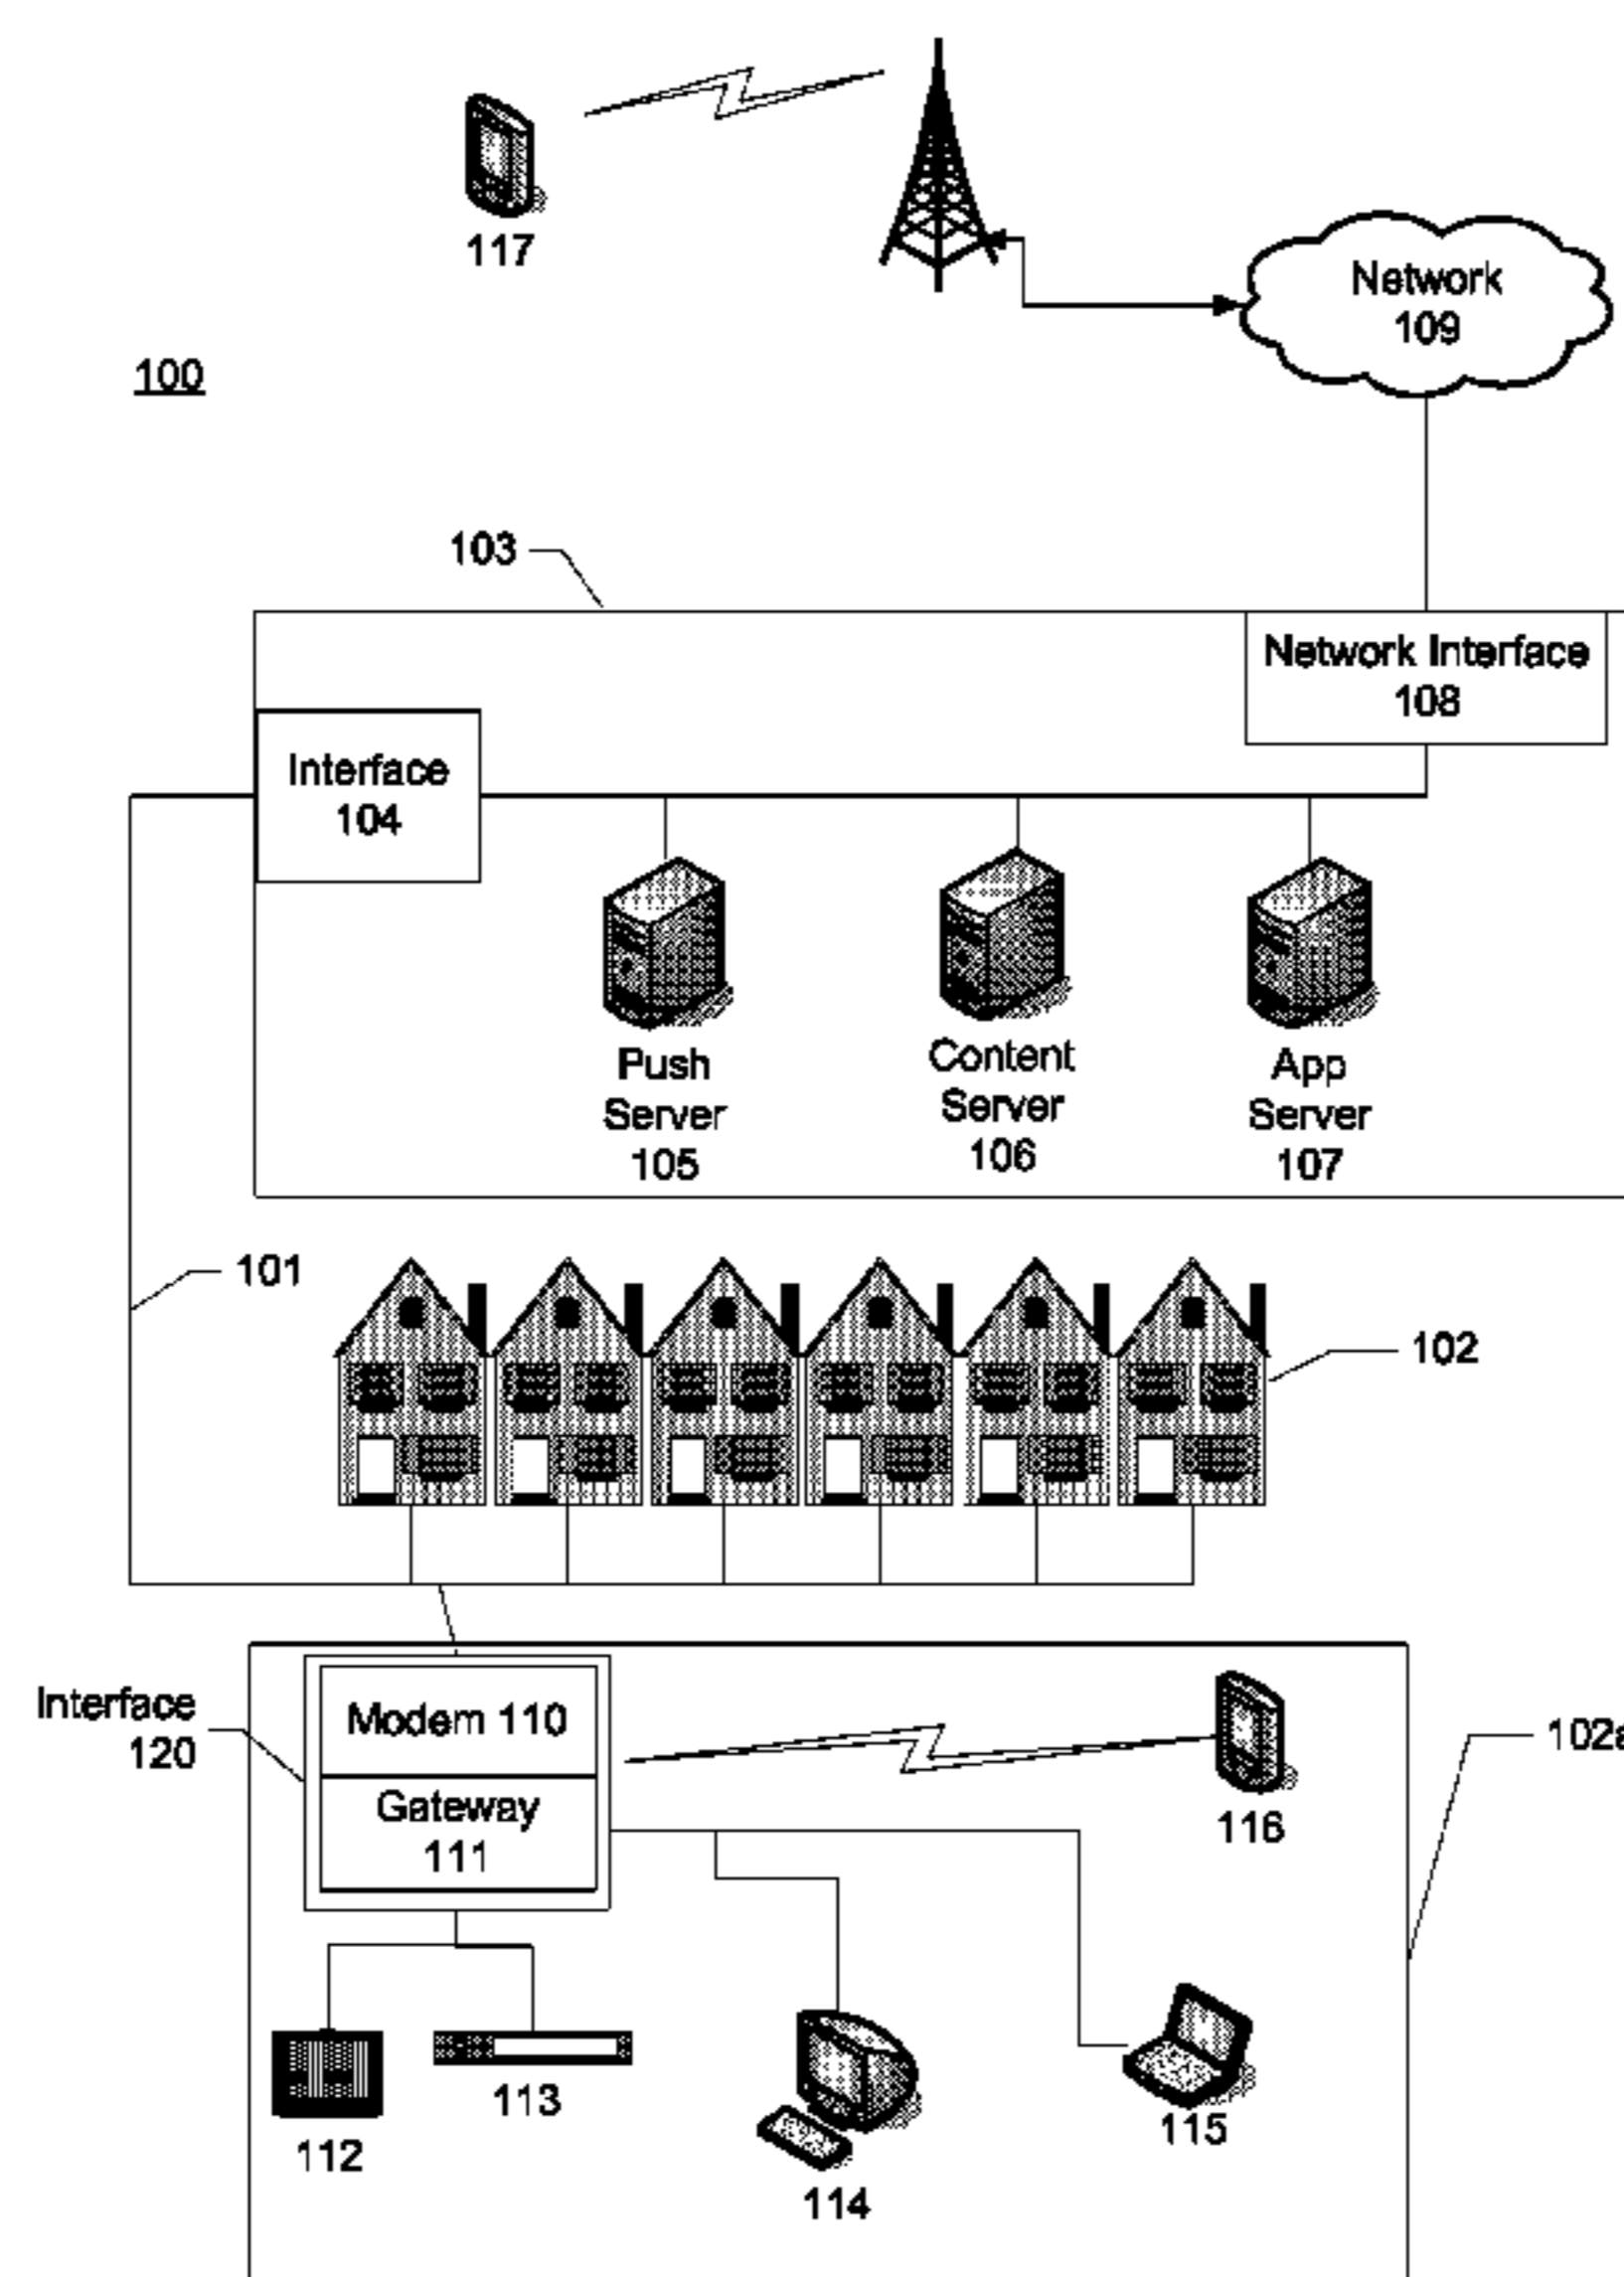 117
Network
109
100
103
Network Interface
108
Interface
104
Push
Server
105
Content
Server
106
App
Server
107
101
102
Interface
120
Modem 110
Gateway
111
116
102a
112
113
114
115